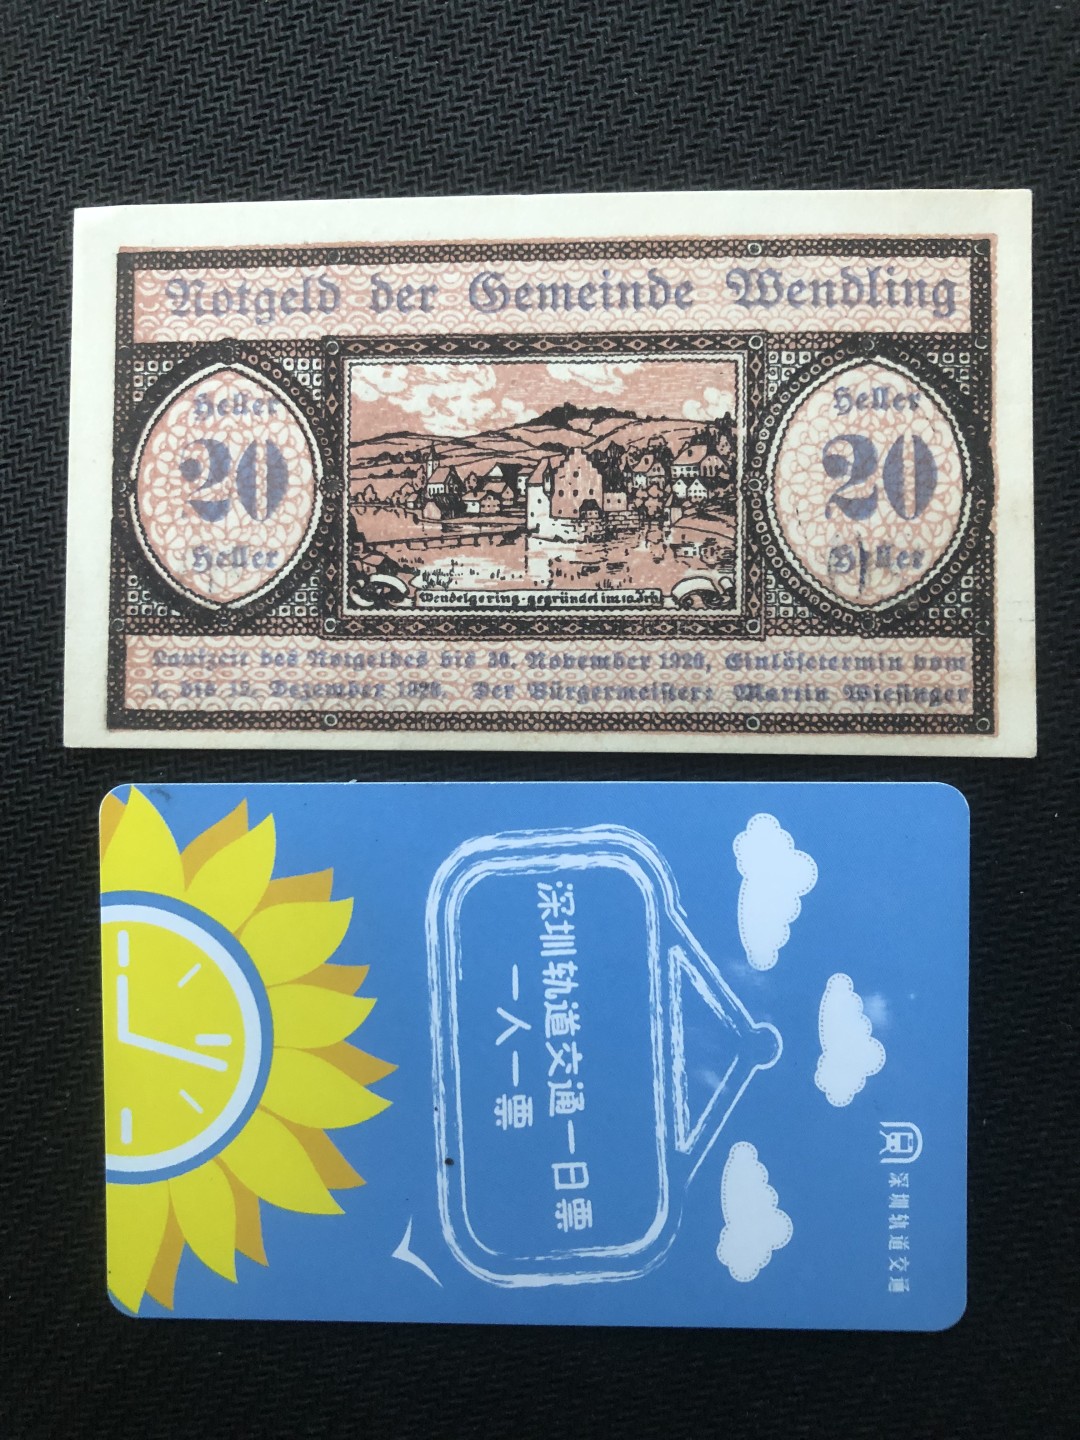 Notgeld der Gemeinde Wendling
Heller
20
Heller
Heller
20
Heller
Wendelgering·gegründet im 10. Jrh.
Laufzeit des Notgeldes bis 30. November 1920, Einlösetermin vom
1. bis 15. Dezember 1920. Der Bürgermeister: Martin Wiesinger
深圳轨道交通
深圳轨道交通一日票
一人一票